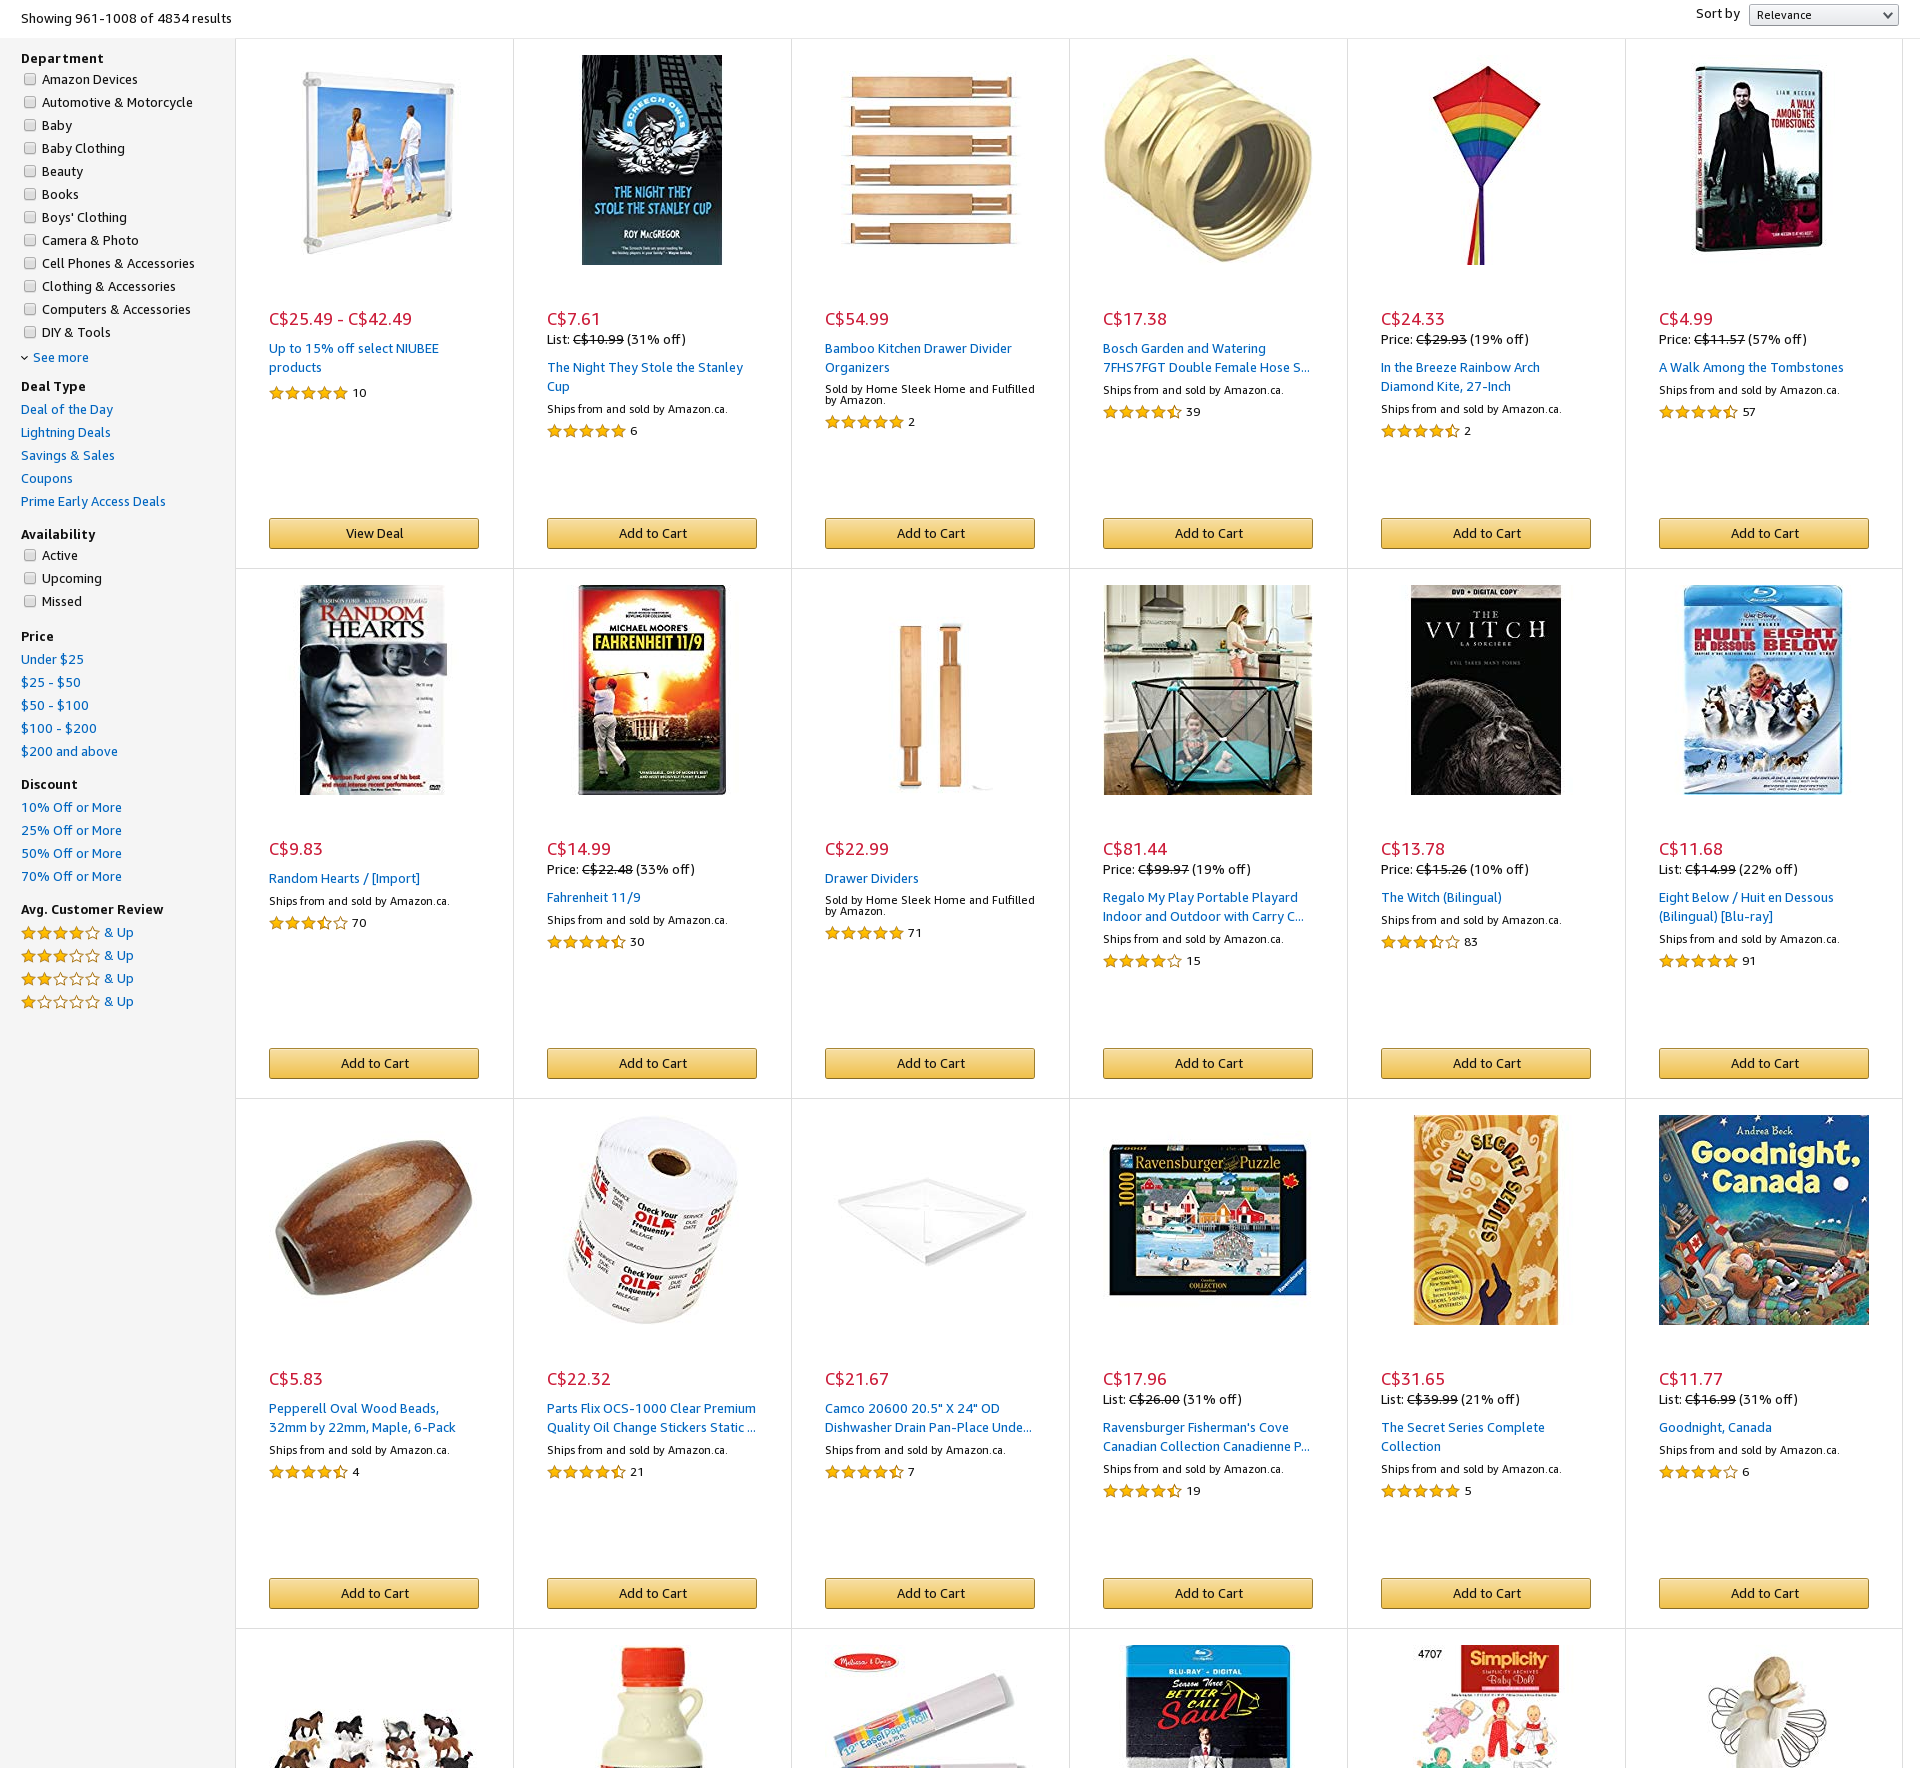 Showing 961-1008 of 4834 results
Sort by
Relevance
Department
Amazon Devices
Automotive & Motorcycle
Baby
Baby Clothing
Beauty
Books
Boys' Clothing
Camera & Photo
Cell Phones & Accessories
Clothing & Accessories
Computers & Accessories
DIY & Tools
See more
Deal Type
Deal of the Day
Lightning Deals
Savings & Sales
Coupons
Prime Early Access Deals
Availability
Active
Upcoming
Missed
Price
Under $25
$25 - $50
$50 - $100
$100 - $200
$200 and above
Discount
10% Off or More
25% Off or More
50% Off or More
70% Off or More
Avg. Customer Review
& Up
& Up
& Up
& Up
C$25.49 - C$42.49
Up to 15% off select NIUBEE
products
10
View Deal
SCREECH OWLS
THE NIGHT THEY
STOLE THE STANLEY CUP
ROY MACGREGOR
C$7.61
List: C$10.99 (31% off)
The Night They Stole the Stanley
Cup
Ships from and sold by Amazon.ca.
6
Add to Cart
C$54.99
Bamboo Kitchen Drawer Divider
Organizers
Sold by Home Sleek Home and Fulfilled
by Amazon.
2
Add to Cart
C$17.38
Bosch Garden and Watering
7FHS7FGT Double Female Hose S...
Ships from and sold by Amazon.ca.
39
Add to Cart
C$24.33
Price: C$29.93 (19% off)
In the Breeze Rainbow Arch
Diamond Kite, 27-Inch
Ships from and sold by Amazon.ca.
2
Add to Cart
LIAM NEESON
A WALK
AMONG THE
TOMBSTONES
C$4.99
Price: C$11.57 (57% off)
A Walk Among the Tombstones
Ships from and sold by Amazon.ca.
57
Add to Cart
RANDOM
HEARTS
C$9.83
Random Hearts / [Import]
Ships from and sold by Amazon.ca.
70
Add to Cart
MICHAEL MOORE'S
FAHRENHEIT 11/9
C$14.99
Price: C$22.48 (33% off)
Fahrenheit 11/9
Ships from and sold by Amazon.ca.
30
Add to Cart
C$22.99
Drawer Dividers
Sold by Home Sleek Home and Fulfilled
by Amazon.
71
Add to Cart
C$81.44
Price: C$99.97 (19% off)
Regalo My Play Portable Playard
Indoor and Outdoor with Carry C...
Ships from and sold by Amazon.ca.
15
Add to Cart
DVD + DIGITAL COPY
THE
VVITCH
LA SORCIÈRE
EVIL TAKES MANY FORMS
C$13.78
Price: C$15.26 (10% off)
The Witch (Bilingual)
Ships from and sold by Amazon.ca.
83
Add to Cart
PAUL WALKER
HUIT EIGHT
EN DESSOUS BELOW
C$11.68
List: C$14.99 (22% off)
Eight Below / Huit en Dessous
(Bilingual) [Blu-ray]
Ships from and sold by Amazon.ca.
91
Add to Cart
C$5.83
Pepperell Oval Wood Beads,
32mm by 22mm, Maple, 6-Pack
Ships from and sold by Amazon.ca.
4
Add to Cart
Check Your
OIL
Frequently
MILEAGE
GRADE
SERVICE
DUE:
DATE
C$22.32
Parts Flix OCS-1000 Clear Premium
Quality Oil Change Stickers Static ...
Ships from and sold by Amazon.ca.
21
Add to Cart
C$21.67
Camco 20600 20.5" X 24" OD
Dishwasher Drain Pan-Place Unde...
Ships from and sold by Amazon.ca.
7
Add to Cart
Ravensburger Puzzle
1000
COLLECTION
Ravensburger
C$17.96
List: C$26.00 (31% off)
Ravensburger Fisherman's Cove
Canadian Collection Canadienne P...
Ships from and sold by Amazon.ca.
19
Add to Cart
THE SECRET SERIES
C$31.65
List: C$39.99 (21% off)
The Secret Series Complete
Collection
Ships from and sold by Amazon.ca.
5
Add to Cart
Andrea Beck
Goodnight,
Canada
C$11.77
List: C$16.99 (31% off)
Goodnight, Canada
Ships from and sold by Amazon.ca.
6
Add to Cart
Melissa & Doug
12" Easel Paper Roll
BLU-RAY + DIGITAL
Season Three
BETTER
CALL
Saul
4707
Simplicity
SIMPLICITY ARCHIVES
Baby Doll